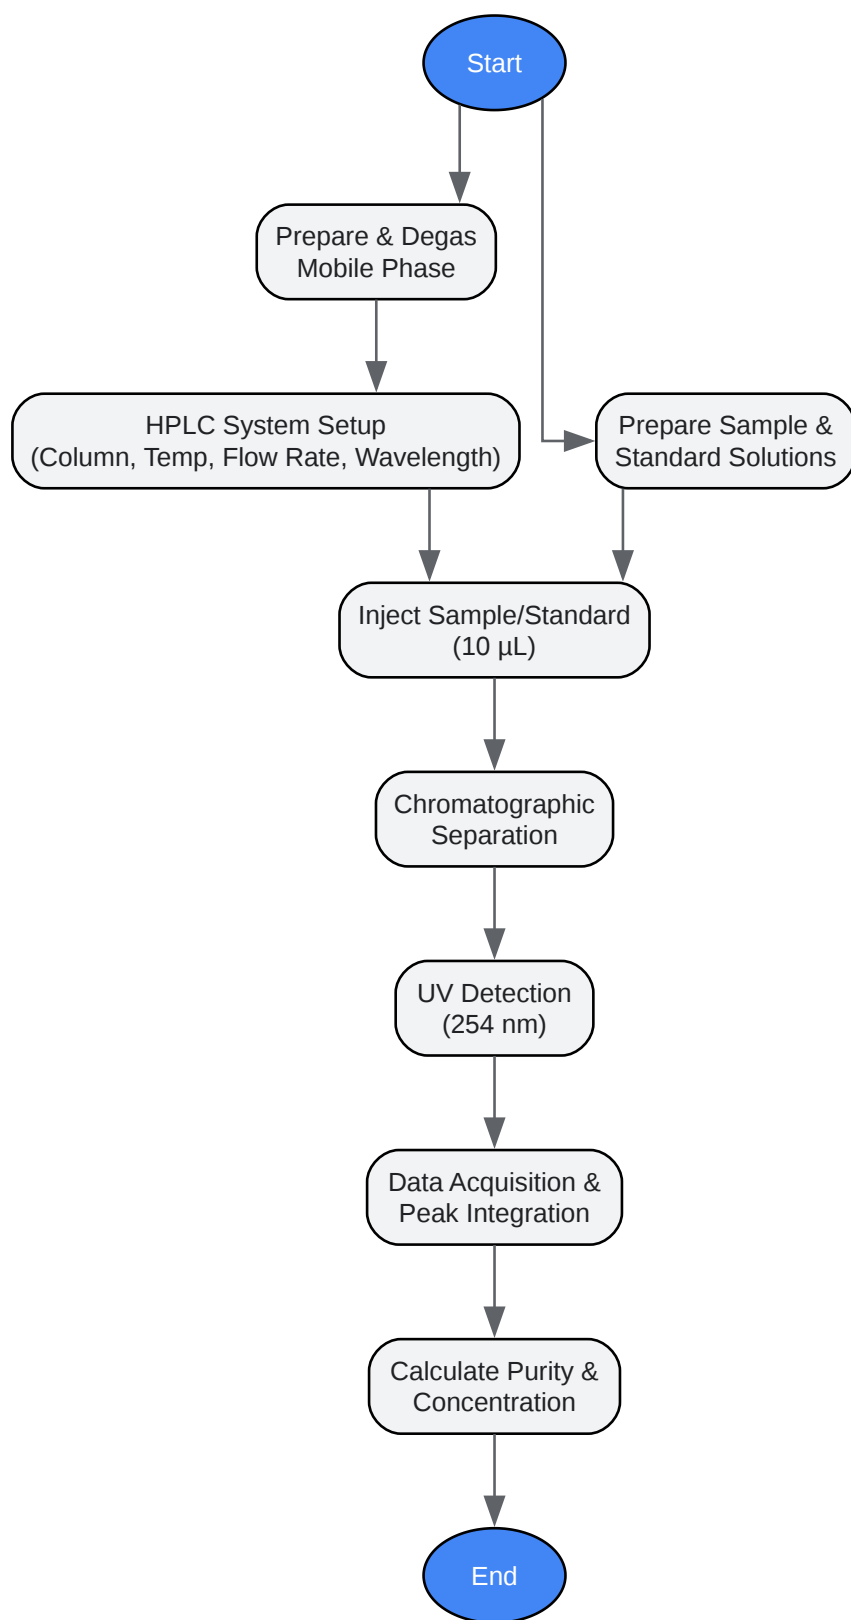 Start
Prepare & Degas
Mobile Phase
HPLC System Setup
(Column, Temp, Flow Rate, Wavelength)
Prepare Sample &
Standard Solutions
Inject Sample/Standard
(10 µL)
Chromatographic
Separation
UV Detection
(254 nm)
Data Acquisition &
Peak Integration
Calculate Purity &
Concentration
End